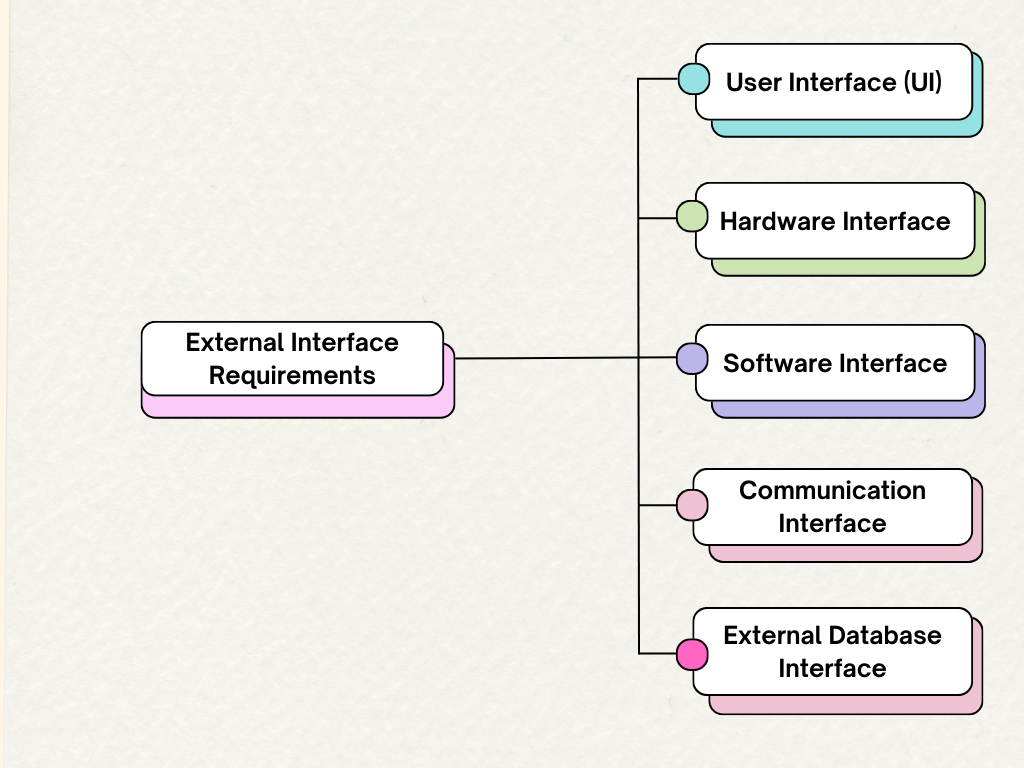 External Interface
Requirements
User Interface (UI)
Hardware Interface
Software Interface
Communication
Interface
External Database
Interface